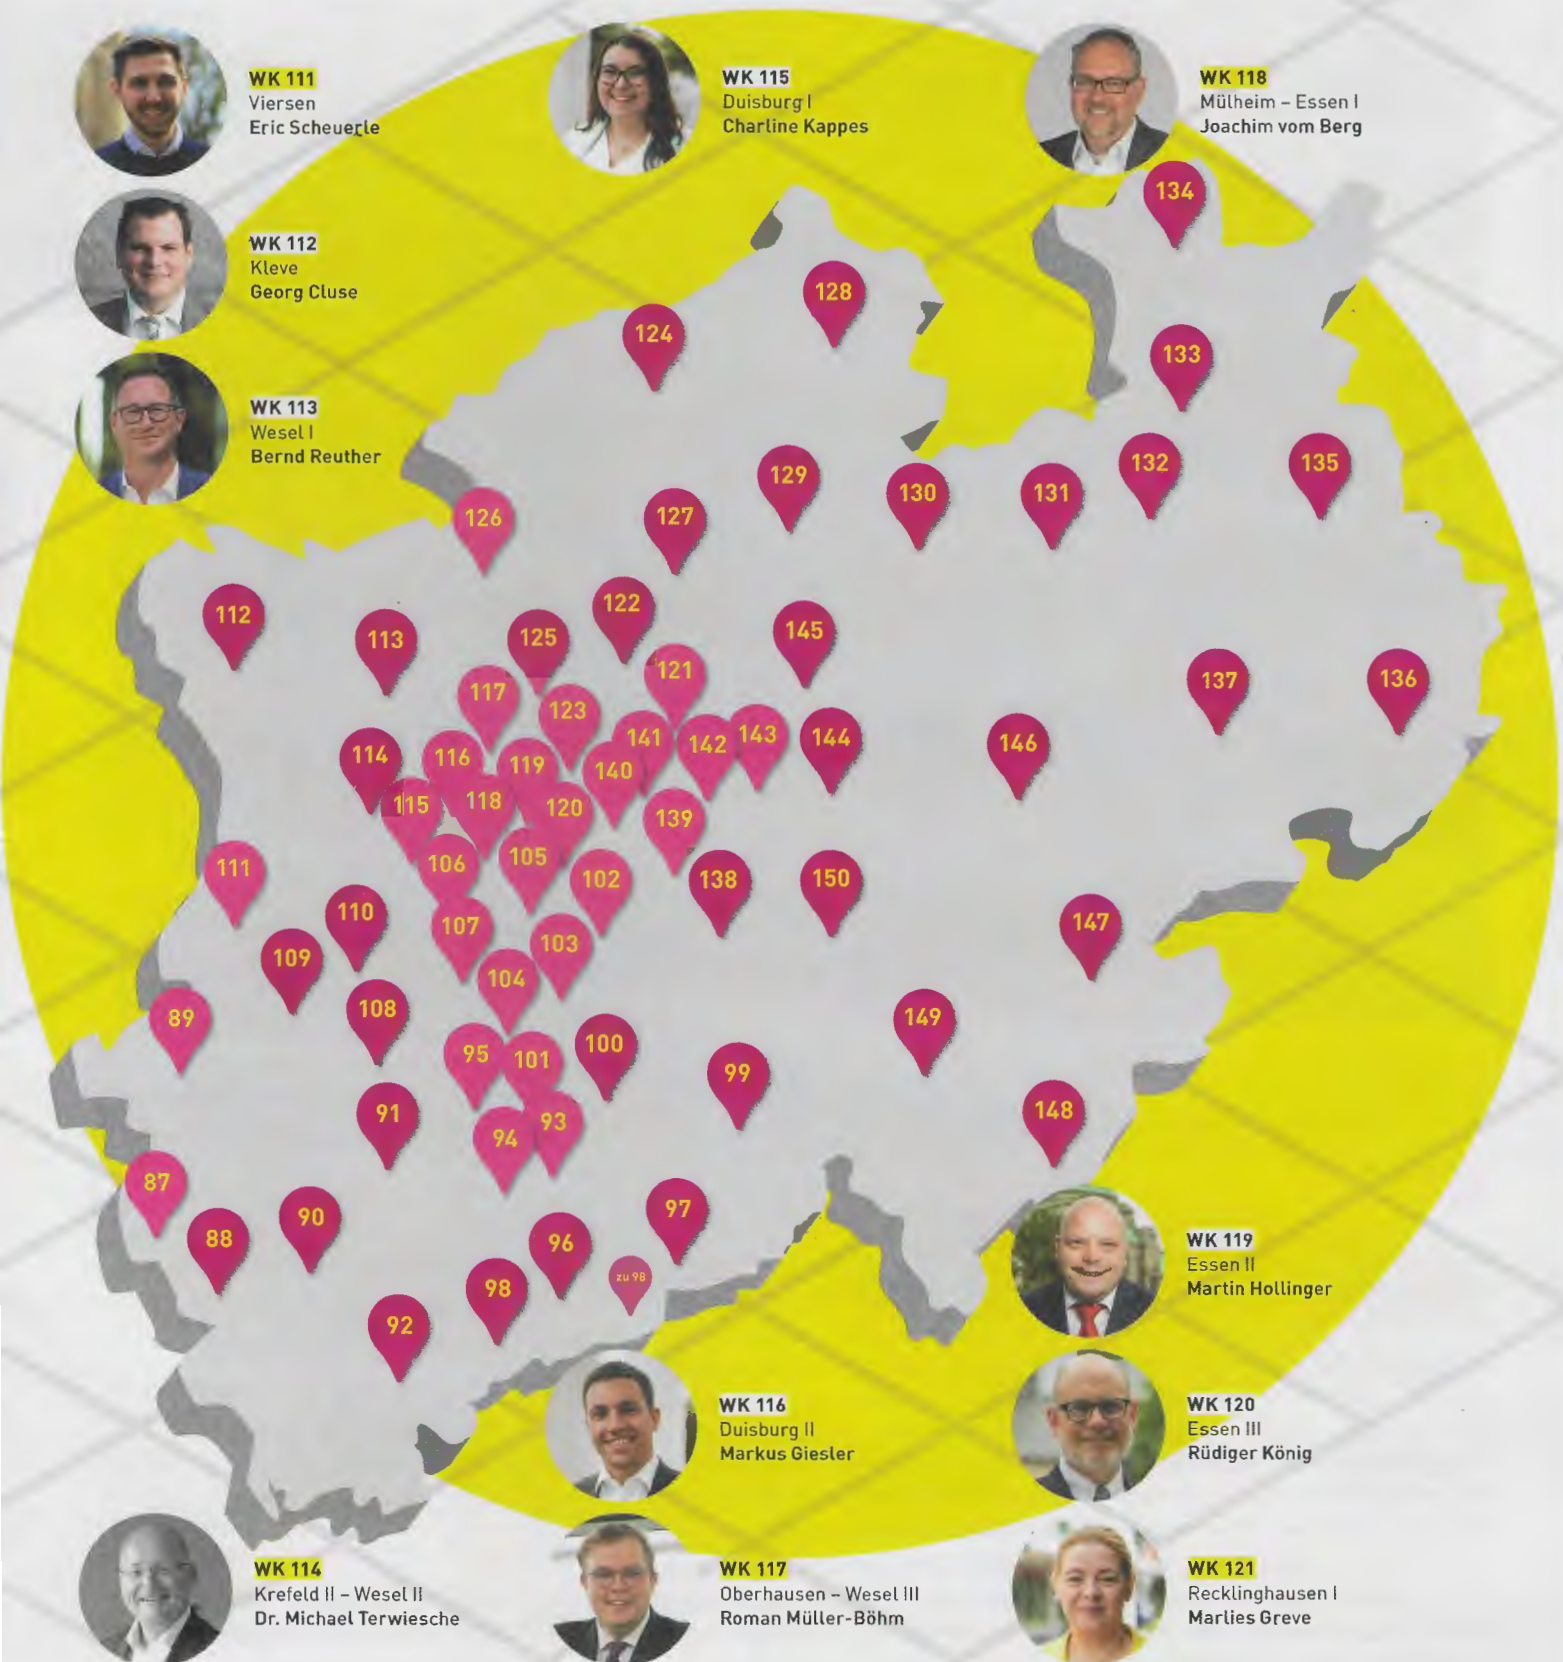 WK 111
Viersen
Eric Scheuerle
WK 115
Duisburg I
Charline Kappes
WK 118
Mülheim – Essen I
Joachim vom Berg
WK 112
Kleve
Georg Cluse
WK 113
Wesel I
Bernd Reuther
134
128
124
133
132
135
129
130
131
126
127
122
112
113
125
145
121
137
136
117
123
141
142
143
144
146
114
116
119
140
115
118
120
139
111
106
105
102
138
150
110
107
103
147
109
104
108
89
149
95
101
100
99
91
94
93
148
87
88
90
96
97
98
zu 98
92
WK 119
Essen II
Martin Hollinger
WK 116
Duisburg II
Markus Giesler
WK 120
Essen III
Rüdiger König
WK 114
Krefeld II – Wesel II
Dr. Michael Terwiesche
WK 117
Oberhausen – Wesel III
Roman Müller-Böhm
WK 121
Recklinghausen I
Marlies Greve